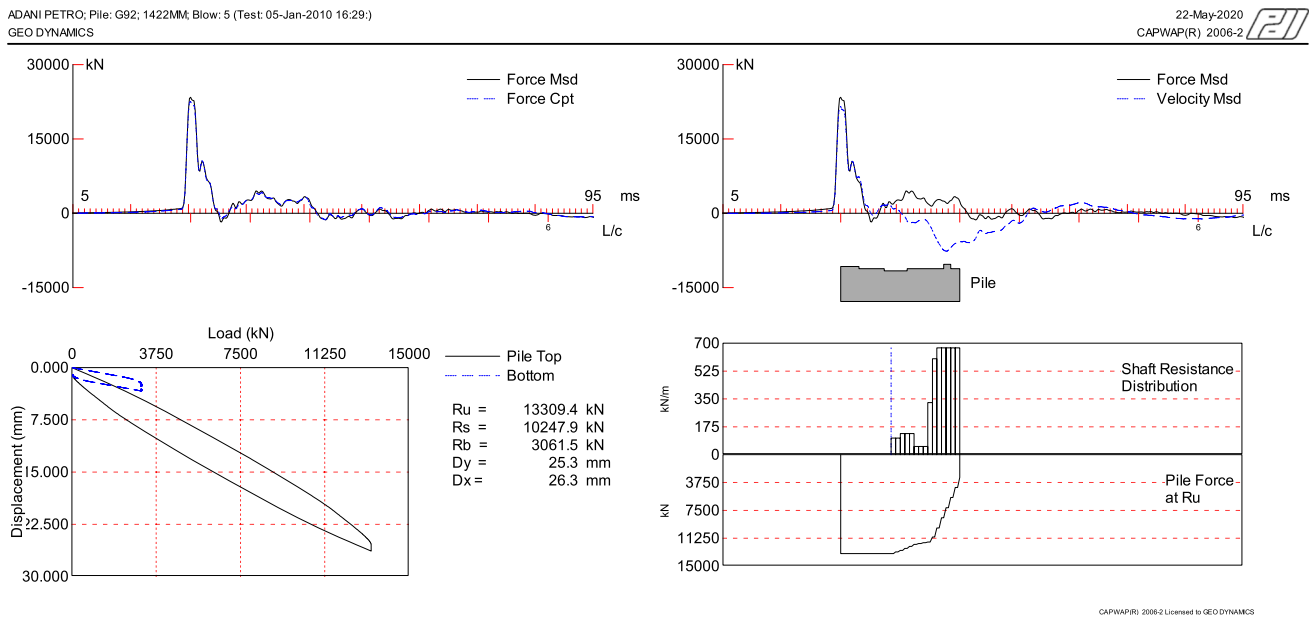 ADANI PETRO; Pile: G92; 1422MM; Blow: 5 (Test: 05-Jan-2010 16:29:)
22-May-2020
GEO DYNAMICS
CAPWAP(R) 2006-2
30000 kN
Force Msd
Force Cpt
15000
5
95 ms
0
6
L/c
-15000
30000 kN
Force Msd
Velocity Msd
15000
5
95 ms
0
6
L/c
-15000
Pile
Load (kN)
0 3750 7500 11250 15000
0.000
7.500
15.000
22.500
30.000
Displacement (mm)
Pile Top
Bottom
Ru = 13309.4 kN
Rs = 10247.9 kN
Rb = 3061.5 kN
Dy = 25.3 mm
Dx = 26.3 mm
700
525
350
175
0
kN/m
Shaft Resistance
Distribution
3750
7500
11250
15000
kN
Pile Force
at Ru
CAPWAP(R) 2006-2 Licensed to GEO DYNAMICS